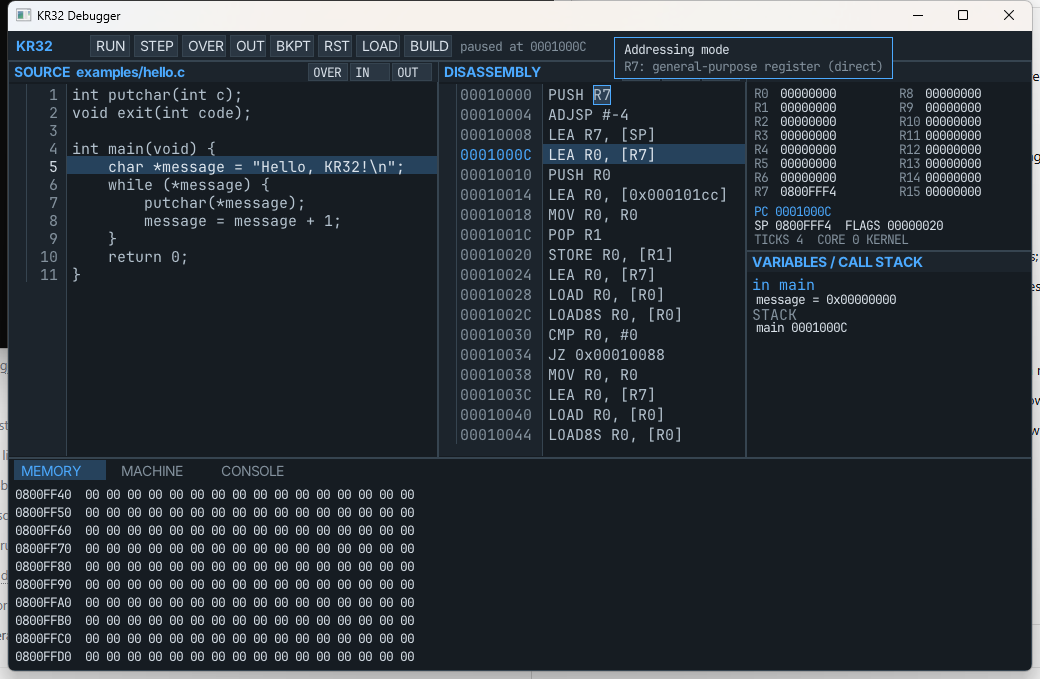 KR32 Debugger
KR32 RUN STEP OVER OUT BKPT RST LOAD BUILD paused at 0001000C
Addressing mode
R7: general-purpose register (direct)
SOURCE examples/hello.c OVER IN OUT
1 int putchar(int c);
2 void exit(int code);
3
4 int main(void) {
5 char *message = "Hello, KR32!\n";
6 while (*message) {
7 putchar(*message);
8 message = message + 1;
9 }
10 return 0;
11 }
DISASSEMBLY
00010000 PUSH R7
00010004 ADJSP #-4
00010008 LEA R7, [SP]
0001000C LEA R0, [R7]
00010010 PUSH R0
00010014 LEA R0, [0x000101cc]
00010018 MOV R0, R0
0001001C POP R1
00010020 STORE R0, [R1]
00010024 LEA R0, [R7]
00010028 LOAD R0, [R0]
0001002C LOAD8S R0, [R0]
00010030 CMP R0, #0
00010034 JZ 0x00010088
00010038 MOV R0, R0
0001003C LEA R0, [R7]
00010040 LOAD R0, [R0]
00010044 LOAD8S R0, [R0]
R0 00000000 R8 00000000
R1 00000000 R9 00000000
R2 00000000 R10 00000000
R3 00000000 R11 00000000
R4 00000000 R12 00000000
R5 00000000 R13 00000000
R6 00000000 R14 00000000
R7 0800FFF4 R15 00000000
PC 0001000C
SP 0800FFF4 FLAGS 00000020
TICKS 4 CORE 0 KERNEL
VARIABLES / CALL STACK
in main
message = 0x00000000
STACK
main 0001000C
MEMORY MACHINE CONSOLE
0800FF40 00 00 00 00 00 00 00 00 00 00 00 00 00 00 00 00
0800FF50 00 00 00 00 00 00 00 00 00 00 00 00 00 00 00 00
0800FF60 00 00 00 00 00 00 00 00 00 00 00 00 00 00 00 00
0800FF70 00 00 00 00 00 00 00 00 00 00 00 00 00 00 00 00
0800FF80 00 00 00 00 00 00 00 00 00 00 00 00 00 00 00 00
0800FF90 00 00 00 00 00 00 00 00 00 00 00 00 00 00 00 00
0800FFA0 00 00 00 00 00 00 00 00 00 00 00 00 00 00 00 00
0800FFB0 00 00 00 00 00 00 00 00 00 00 00 00 00 00 00 00
0800FFC0 00 00 00 00 00 00 00 00 00 00 00 00 00 00 00 00
0800FFD0 00 00 00 00 00 00 00 00 00 00 00 00 00 00 00 00